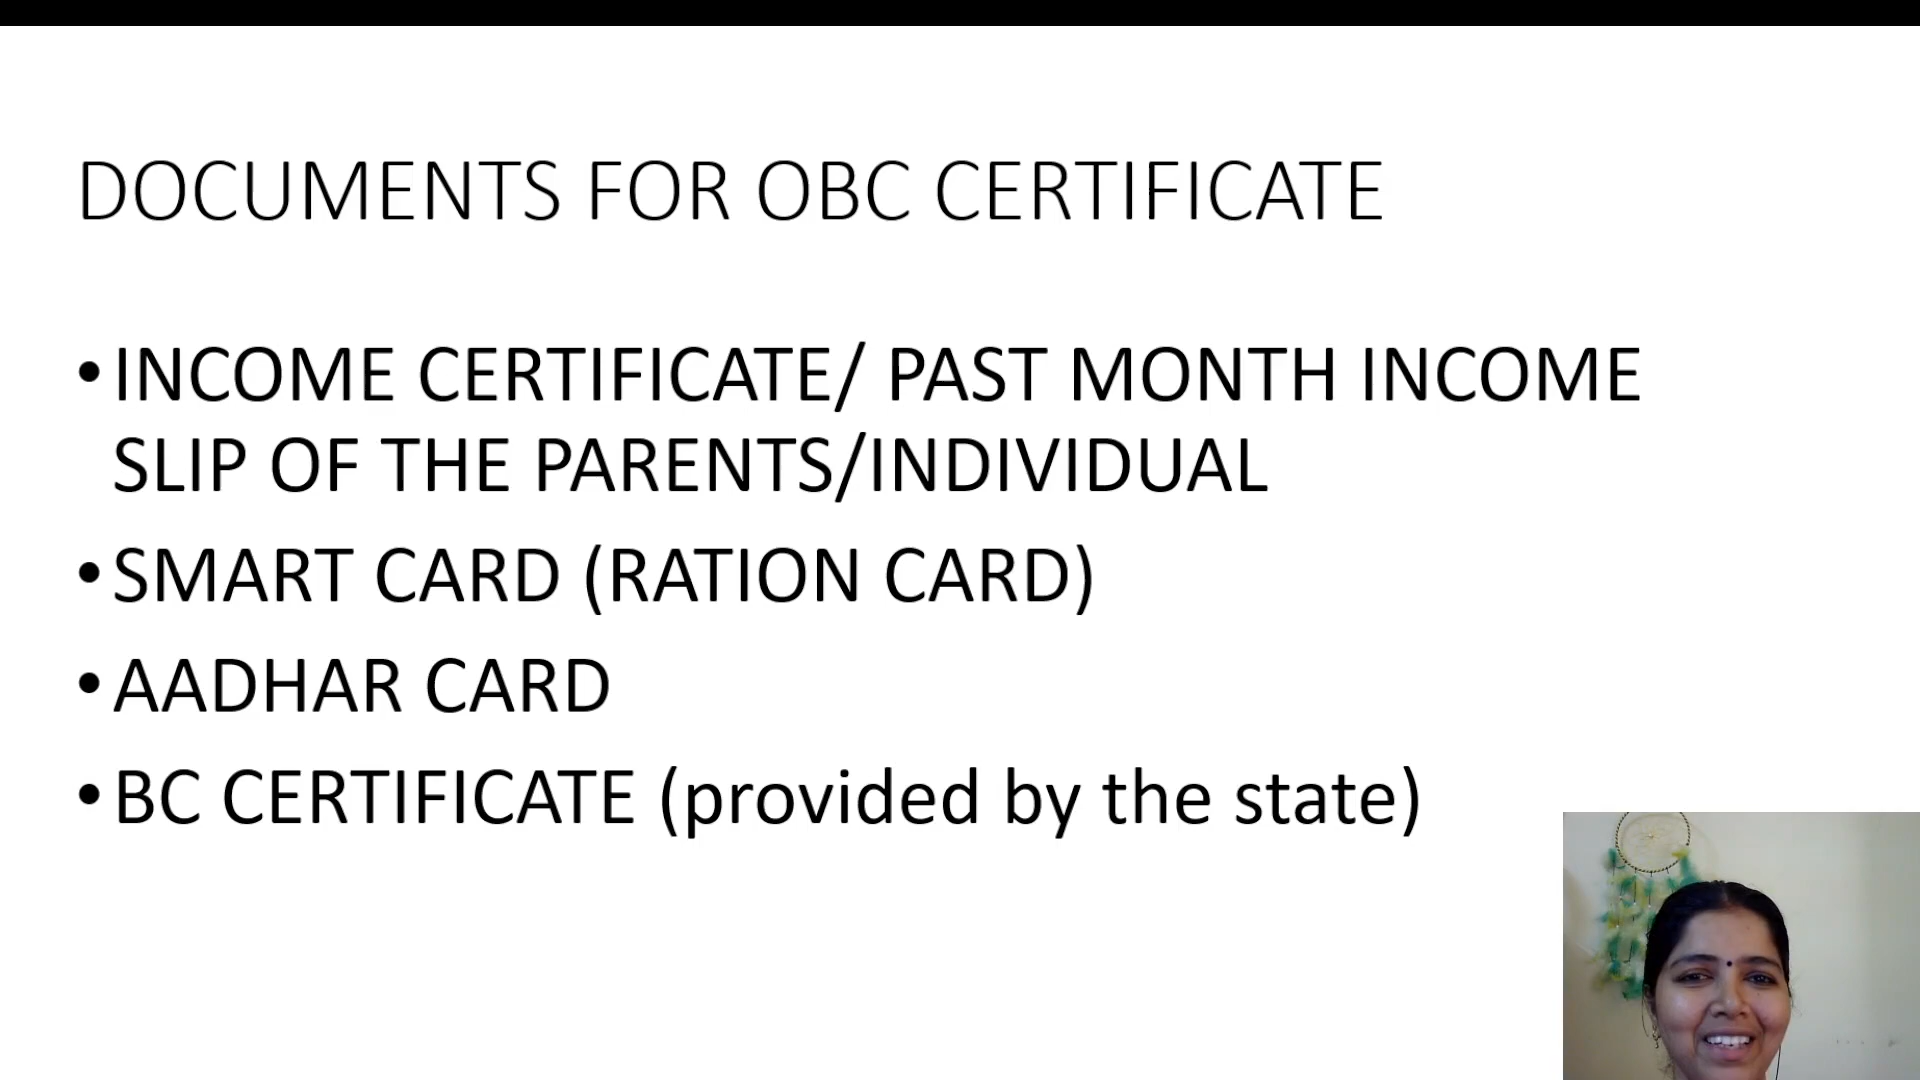 DOCUMENTS FOR OBC CERTIFICATE
•INCOME CERTIFICATE/ PAST MONTH INCOME
SLIP OF THE PARENTS/INDIVIDUAL
•SMART CARD (RATION CARD)
•AADHAR CARD
•BC CERTIFICATE (provided by the state)